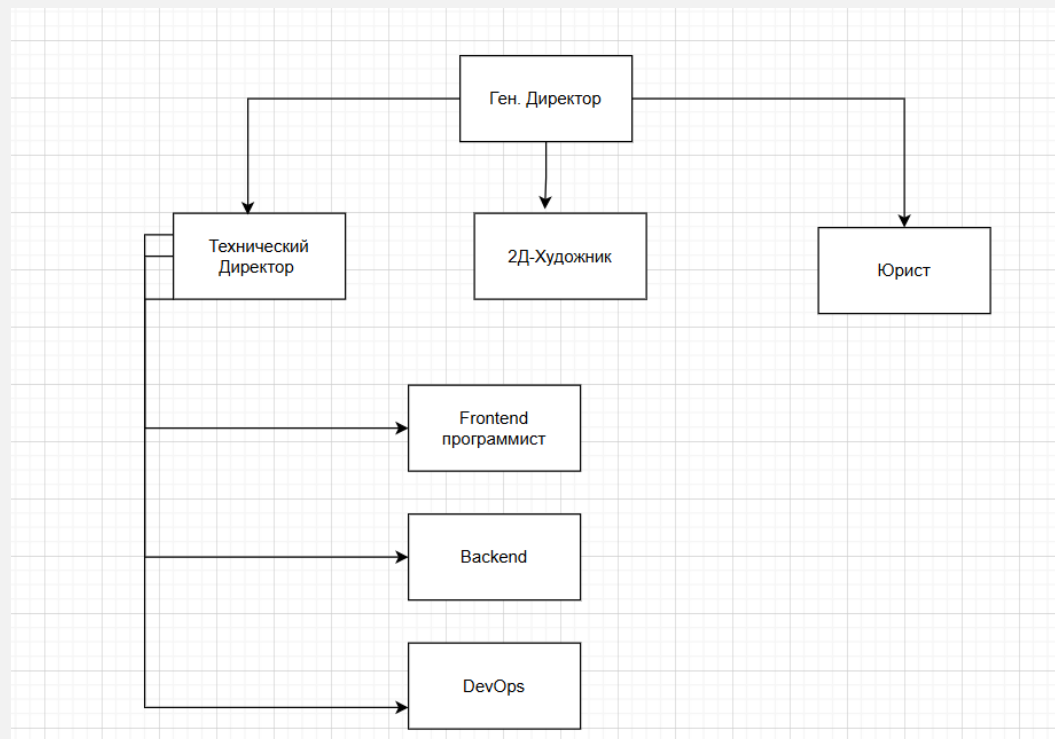 Ген. Директор
Технический
Директор
2Д-Художник
Юрист
Frontend
программист
Backend
DevOps